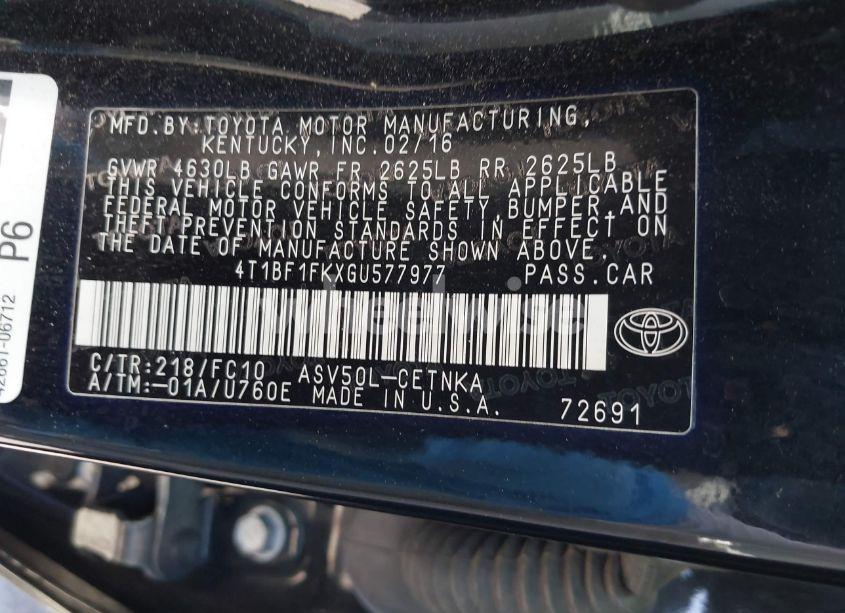 MFD.BY:TOYOTA MOTOR MANUFACTURING,
KENTUCKY,INC.02/16
GVWR 4630LB GAWR FR 2625LB RR 2625LB
THIS VEHICLE CONFORMS TO ALL APPLICABLE
FEDERAL MOTOR VEHICLE SAFETY,BUMPER,AND
THEFT PREVENTION STANDARDS IN EFFECT ON
THE DATE OF MANUFACTURE SHOWN ABOVE.
4T1BF1FKXGU577977 PASS.CAR
wheelwise
C/TR:218/FC10 ASV50L-CETNKA
A/TM:-01A/U760E MADE IN U.S.A. 72691
P6
06712